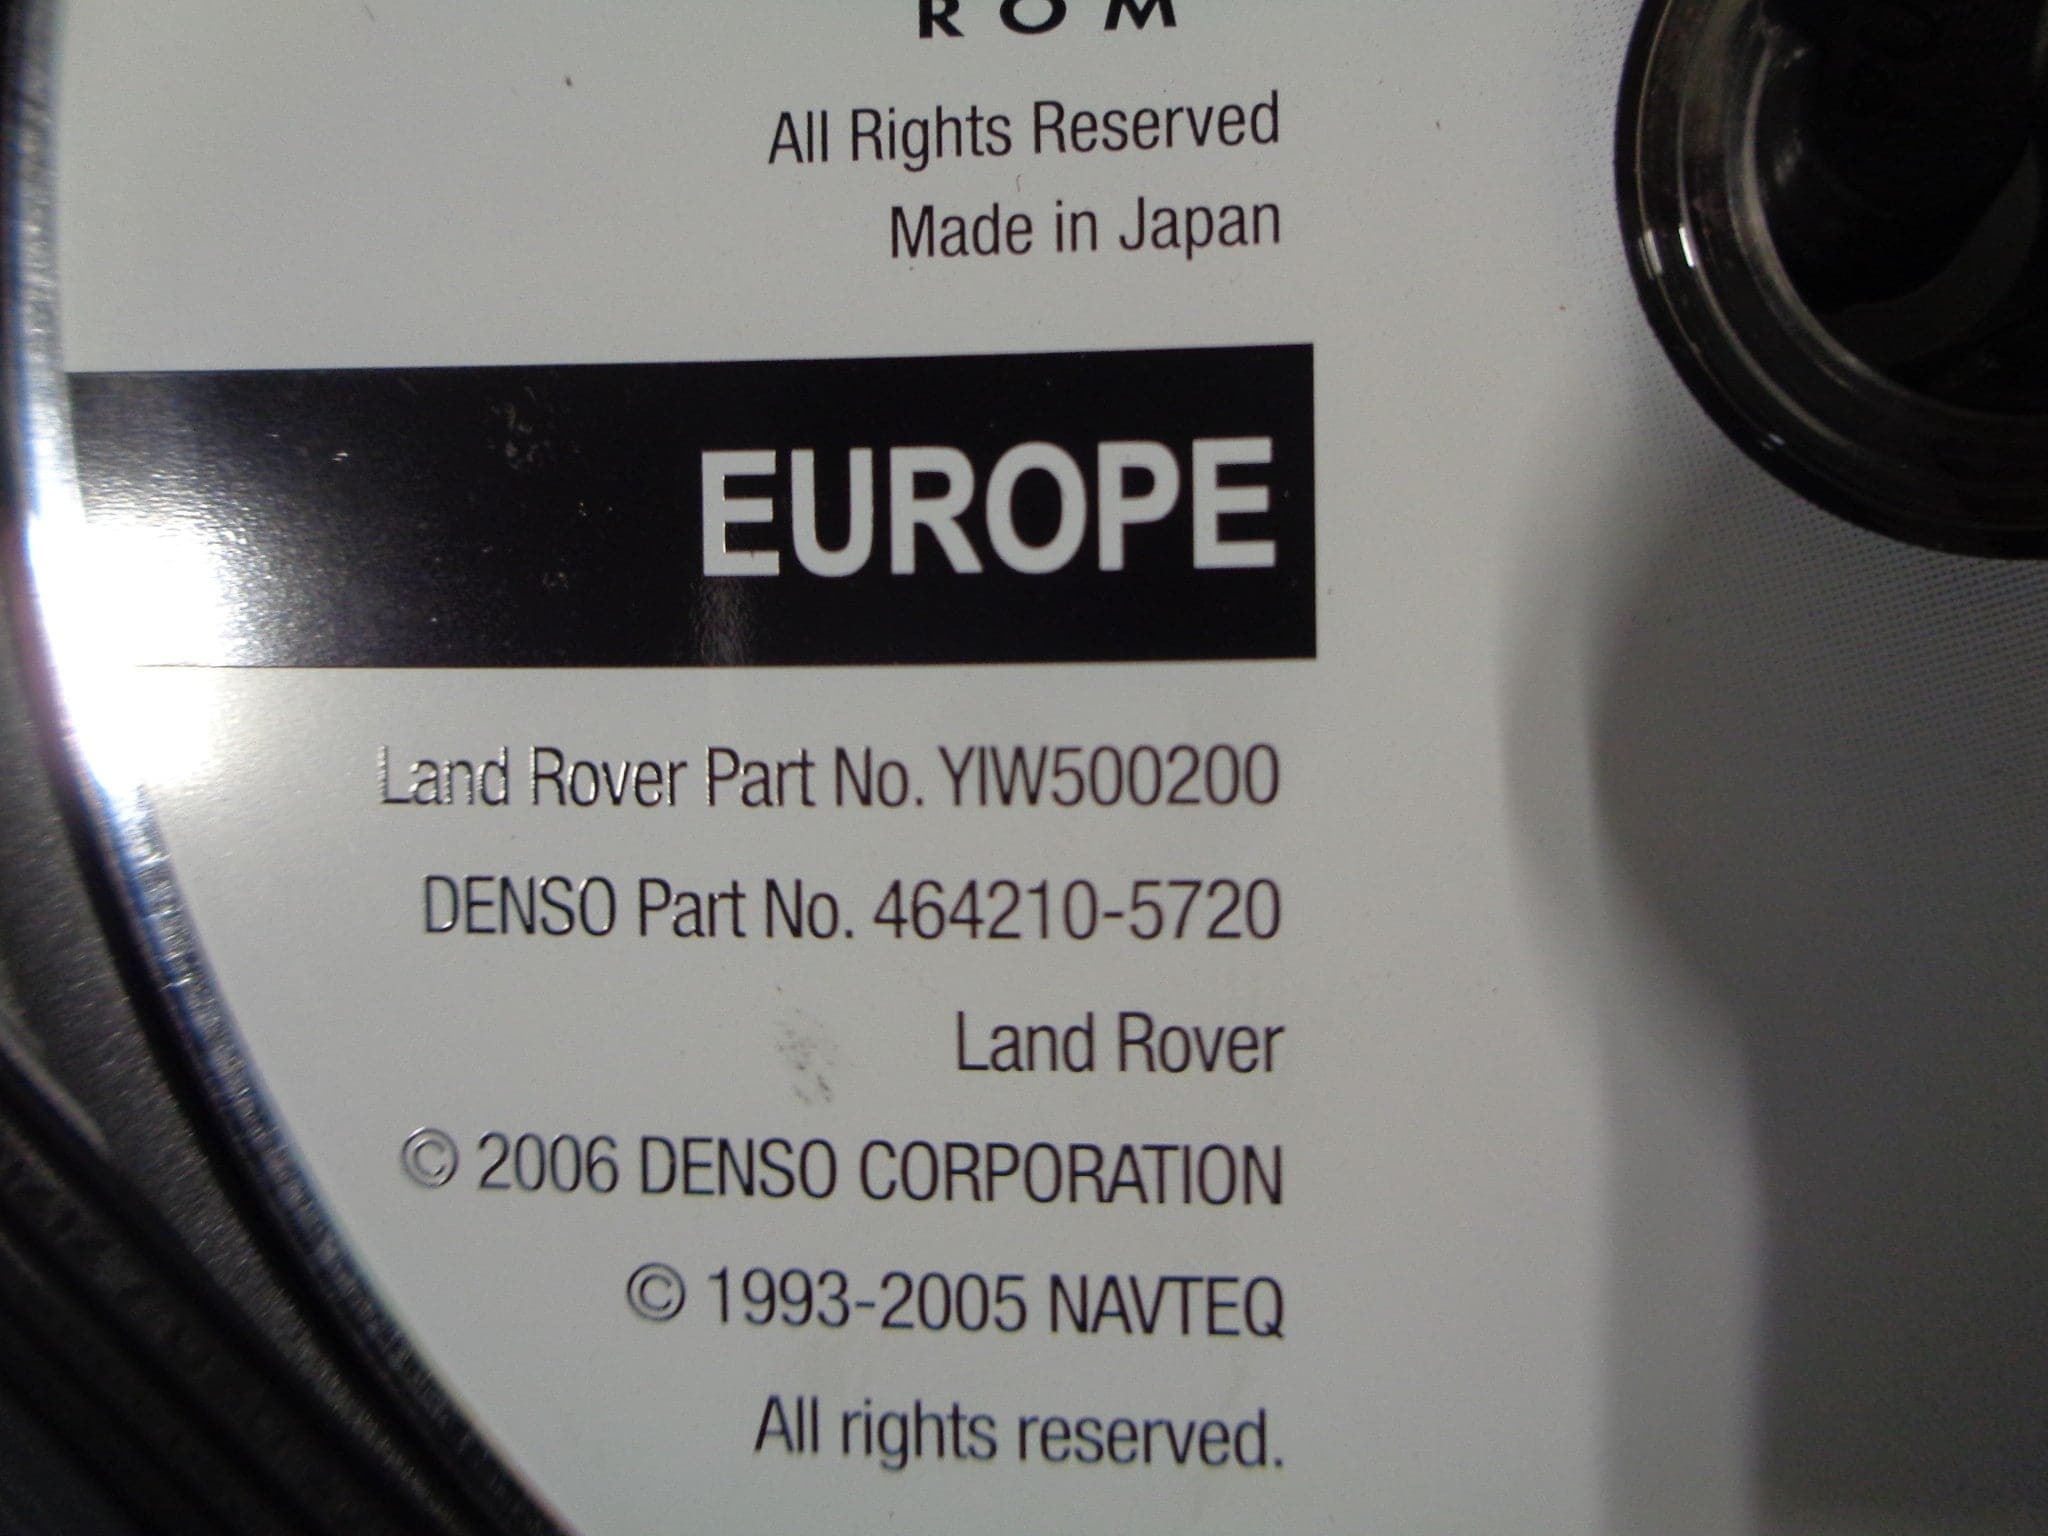 ROM
All Rights Reserved
Made in Japan
EUROPE
Land Rover Part No. YIW500200
DENSO Part No. 464210-5720
Land Rover
© 2006 DENSO CORPORATION
© 1993-2005 NAVTEQ
All rights reserved.